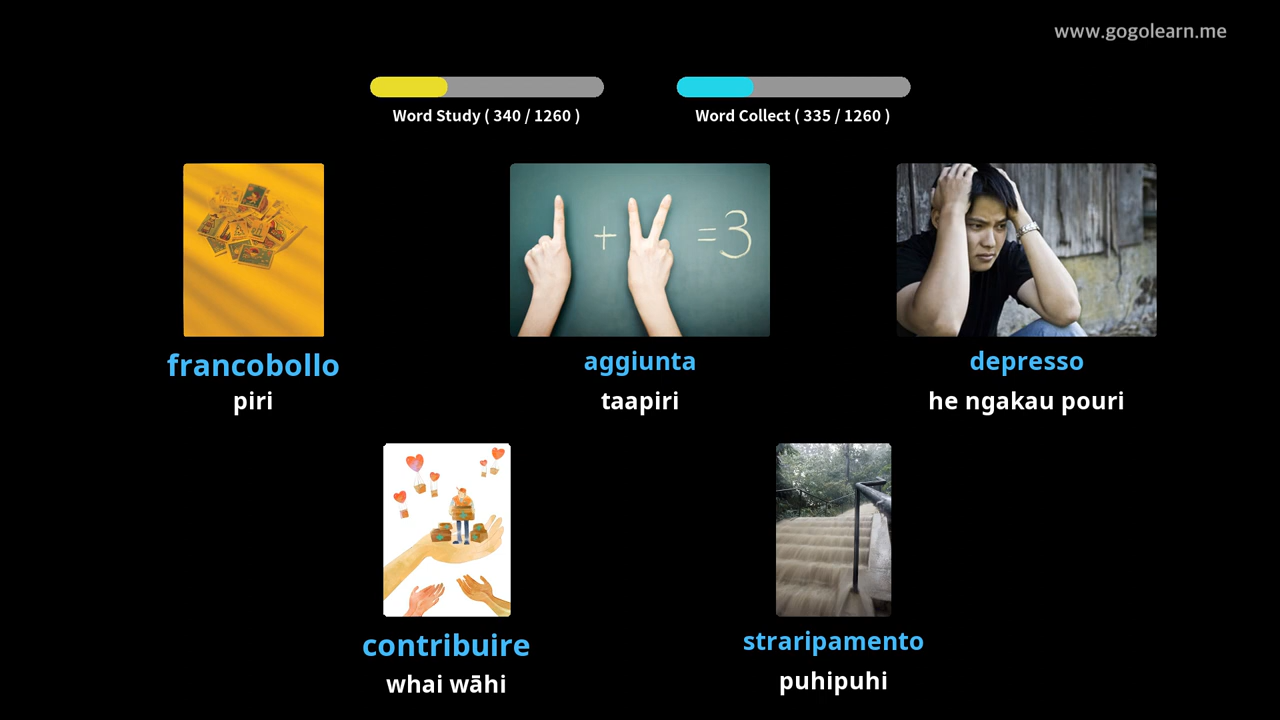 www.gogolearn.me
Word Study ( 340 / 1260 )
Word Collect ( 335 / 1260 )
+ =3
francobollo
piri
aggiunta
taapiri
depresso
he ngakau pouri
contribuire
whai wāhi
straripamento
puhipuhi